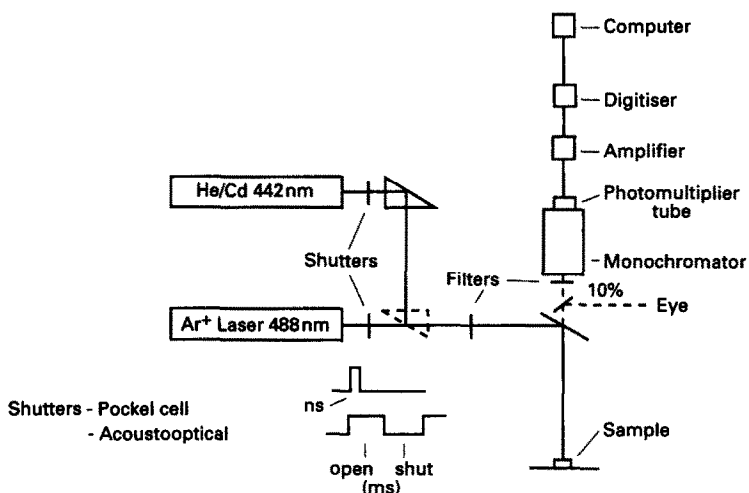 Computer
Digitiser
Amplifier
He/Cd 442nm
Photomultiplier
tube
Shutters
Filters
Monochromator
10%
Eye
Ar+ Laser 488nm
Shutters - Pockel cell
- Acoustooptical
ns
open shut
(ms)
Sample